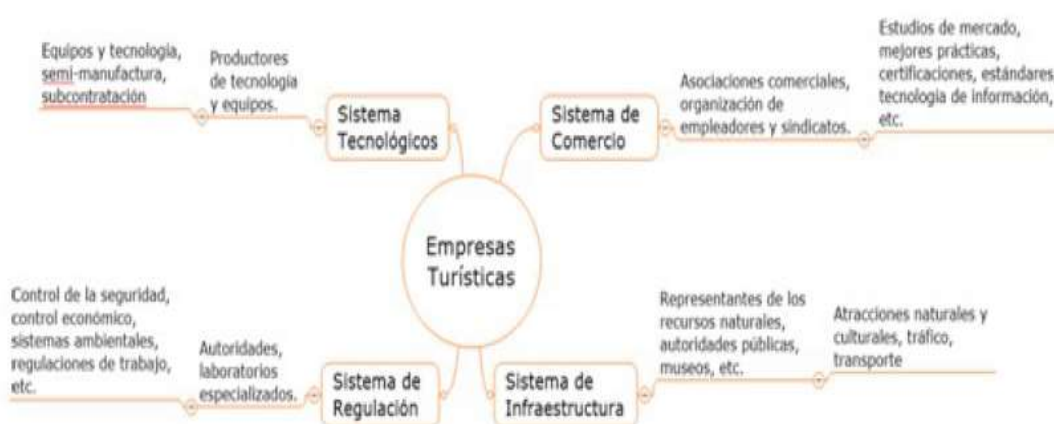 Equipos y tecnología,
semi-manufactura,
subcontratación
Productores
de tecnología
y equipos.
Sistema
Tecnológicos
Sistema de
Comercio
Asociaciones comerciales,
organización de
empleadores y sindicatos.
Estudios de mercado,
mejores prácticas,
certificaciones, estándares
tecnología de información,
etc.
Empresas
Turísticas
Control de la seguridad,
control económico,
sistemas ambientales,
regulaciones de trabajo,
etc.
Autoridades,
laboratorios
especializados.
Sistema de
Regulación
Sistema de
Infraestructura
Representantes de los
recursos naturales,
autoridades públicas,
museos, etc.
Atracciones naturales y
culturales, tráfico,
transporte